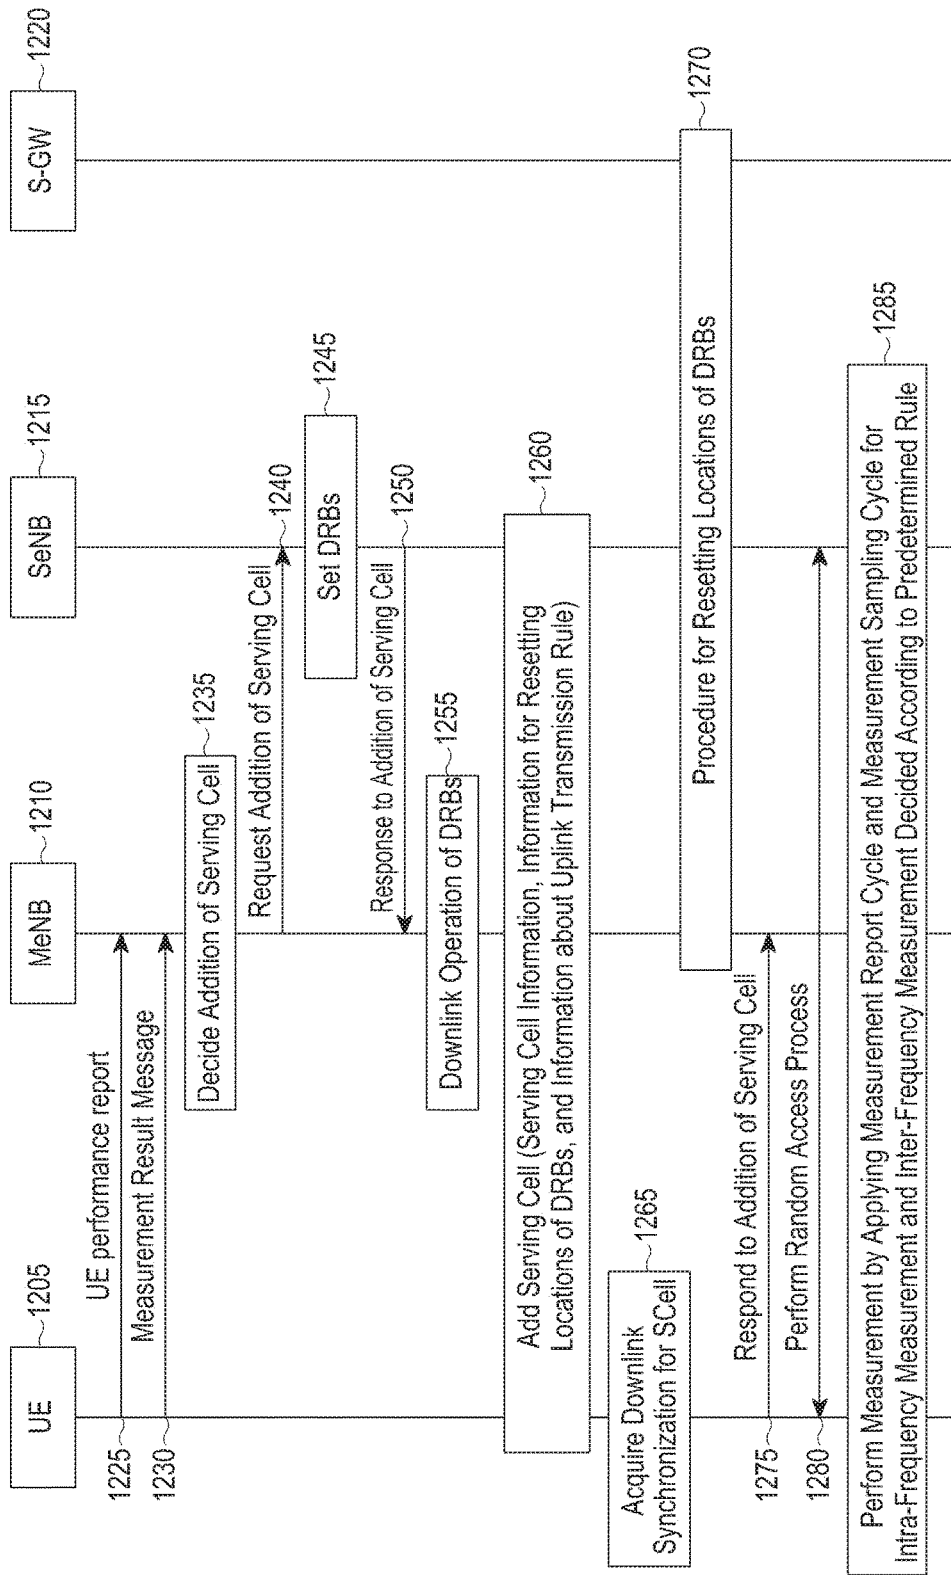 UE
1205
MeNB
1210
SeNB
1215
S-GW
1220
UE performance report
1225
Measurement Result Message
1230
Decide Addition of Serving Cell
1235
Request Addition of Serving Cell
1240
Set DRBs
1245
Response to Addition of Serving Cell
1250
Downlink Operation of DRBs
1255
Add Serving Cell (Serving Cell Information, Information for Resetting
Locations of DRBs, and Information about Uplink Transmission Rule)
1260
Acquire Downlink
Synchronization for SCell
1265
Procedure for Resetting Locations of DRBs
1270
Respond to Addition of Serving Cell
1275
Perform Random Access Process
1280
Perform Measurement by Applying Measurement Report Cycle and Measurement Sampling Cycle for
Intra-Frequency Measurement and Inter-Frequency Measurement Decided According to Predetermined Rule
1285